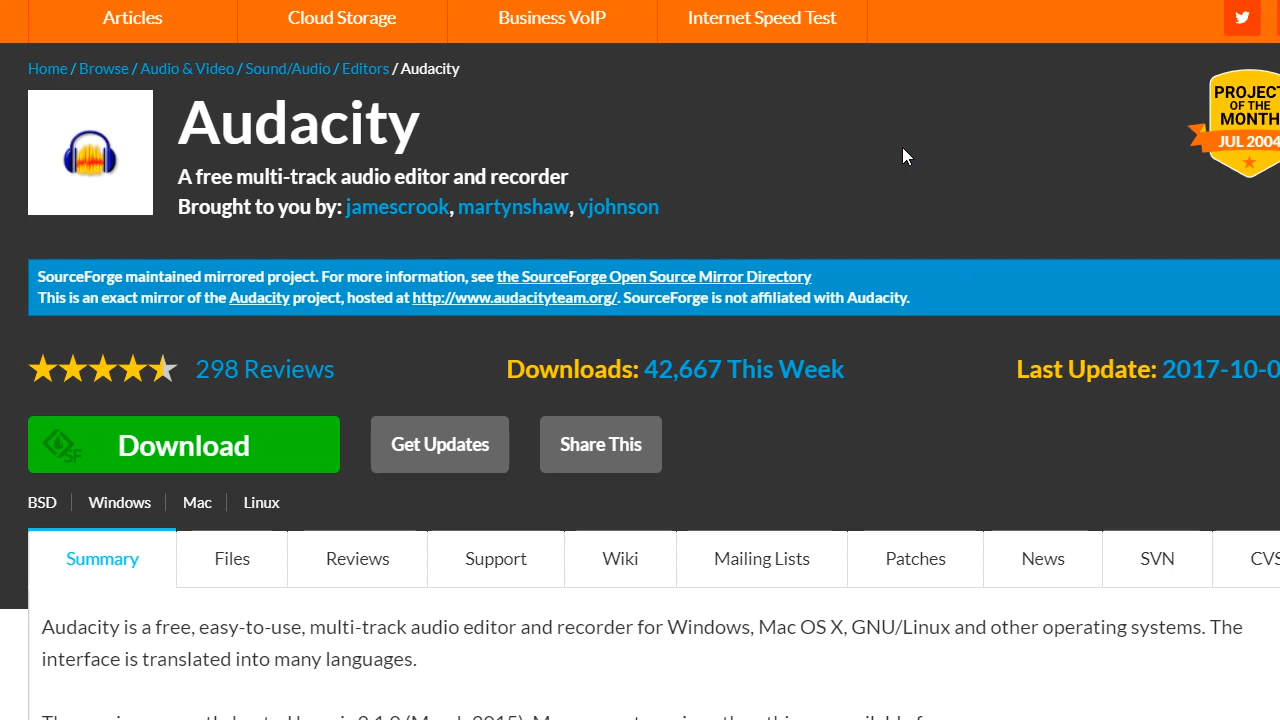 Articles Cloud Storage Business VoIP Internet Speed Test
Home / Browse / Audio & Video / Sound/Audio / Editors / Audacity
Audacity
A free multi-track audio editor and recorder
Brought to you by: jamescrook, martynshaw, vjohnson
PROJECT
OF THE
MONTH
JUL 2004
SourceForge maintained mirrored project. For more information, see the SourceForge Open Source Mirror Directory
This is an exact mirror of the Audacity project, hosted at http://www.audacityteam.org/. SourceForge is not affiliated with Audacity.
298 Reviews Downloads: 42,667 This Week Last Update: 2017-10-0
Download Get Updates Share This
BSD Windows Mac Linux
Summary Files Reviews Support Wiki Mailing Lists Patches News SVN CVS
Audacity is a free, easy-to-use, multi-track audio editor and recorder for Windows, Mac OS X, GNU/Linux and other operating systems. The
interface is translated into many languages.